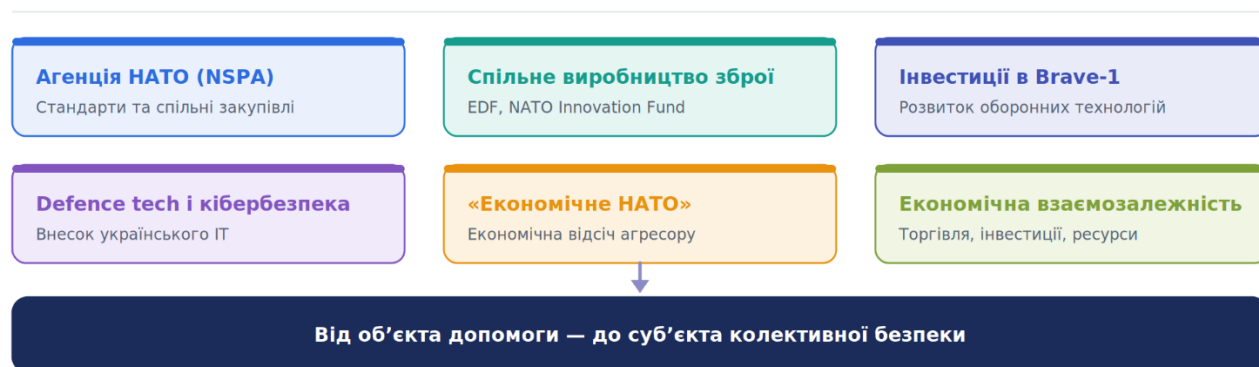 Агенція НАТО (NSPA)
Стандарти та спільні закупівлі
Спільне виробництво зброї
EDF, NATO Innovation Fund
Інвестиції в Brave-1
Розвиток оборонних технологій
Defence tech і кібербезпека
Внесок українського ІТ
«Економічне НАТО»
Економічна відсіч агресору
Економічна взаємозалежність
Торгівля, інвестиції, ресурси
Від об’єкта допомоги — до суб’єкта колективної безпеки